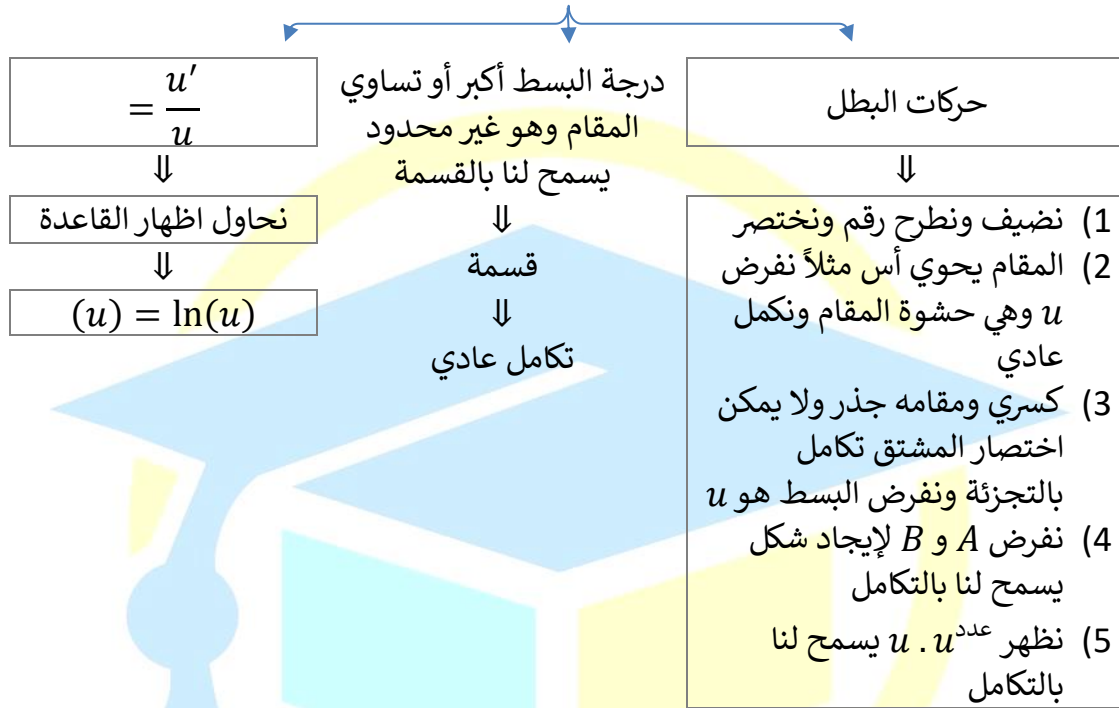 حركات البطل
⇓
1) نضيف ونطرح رقم ونختصر
2) المقام يحوي أس مثلاً نفرض
u وهي حشوة المقام ونكمل
عادي
3) كسري ومقامه جذر ولا يمكن
اختصار المشتق تكامل
بالتجزئة ونفرض البسط هو u
4) نفرض A و B لإيجاد شكل
يسمح لنا بالتكامل
5) نظهر u . u^عدد يسمح لنا
بالتكامل
درجة البسط أكبر أو تساوي
المقام وهو غير محدود
يسمح لنا بالقسمة
⇓
قسمة
⇓
تكامل عادي
= u′/u
⇓
نحاول اظهار القاعدة
⇓
(u) = ln(u)